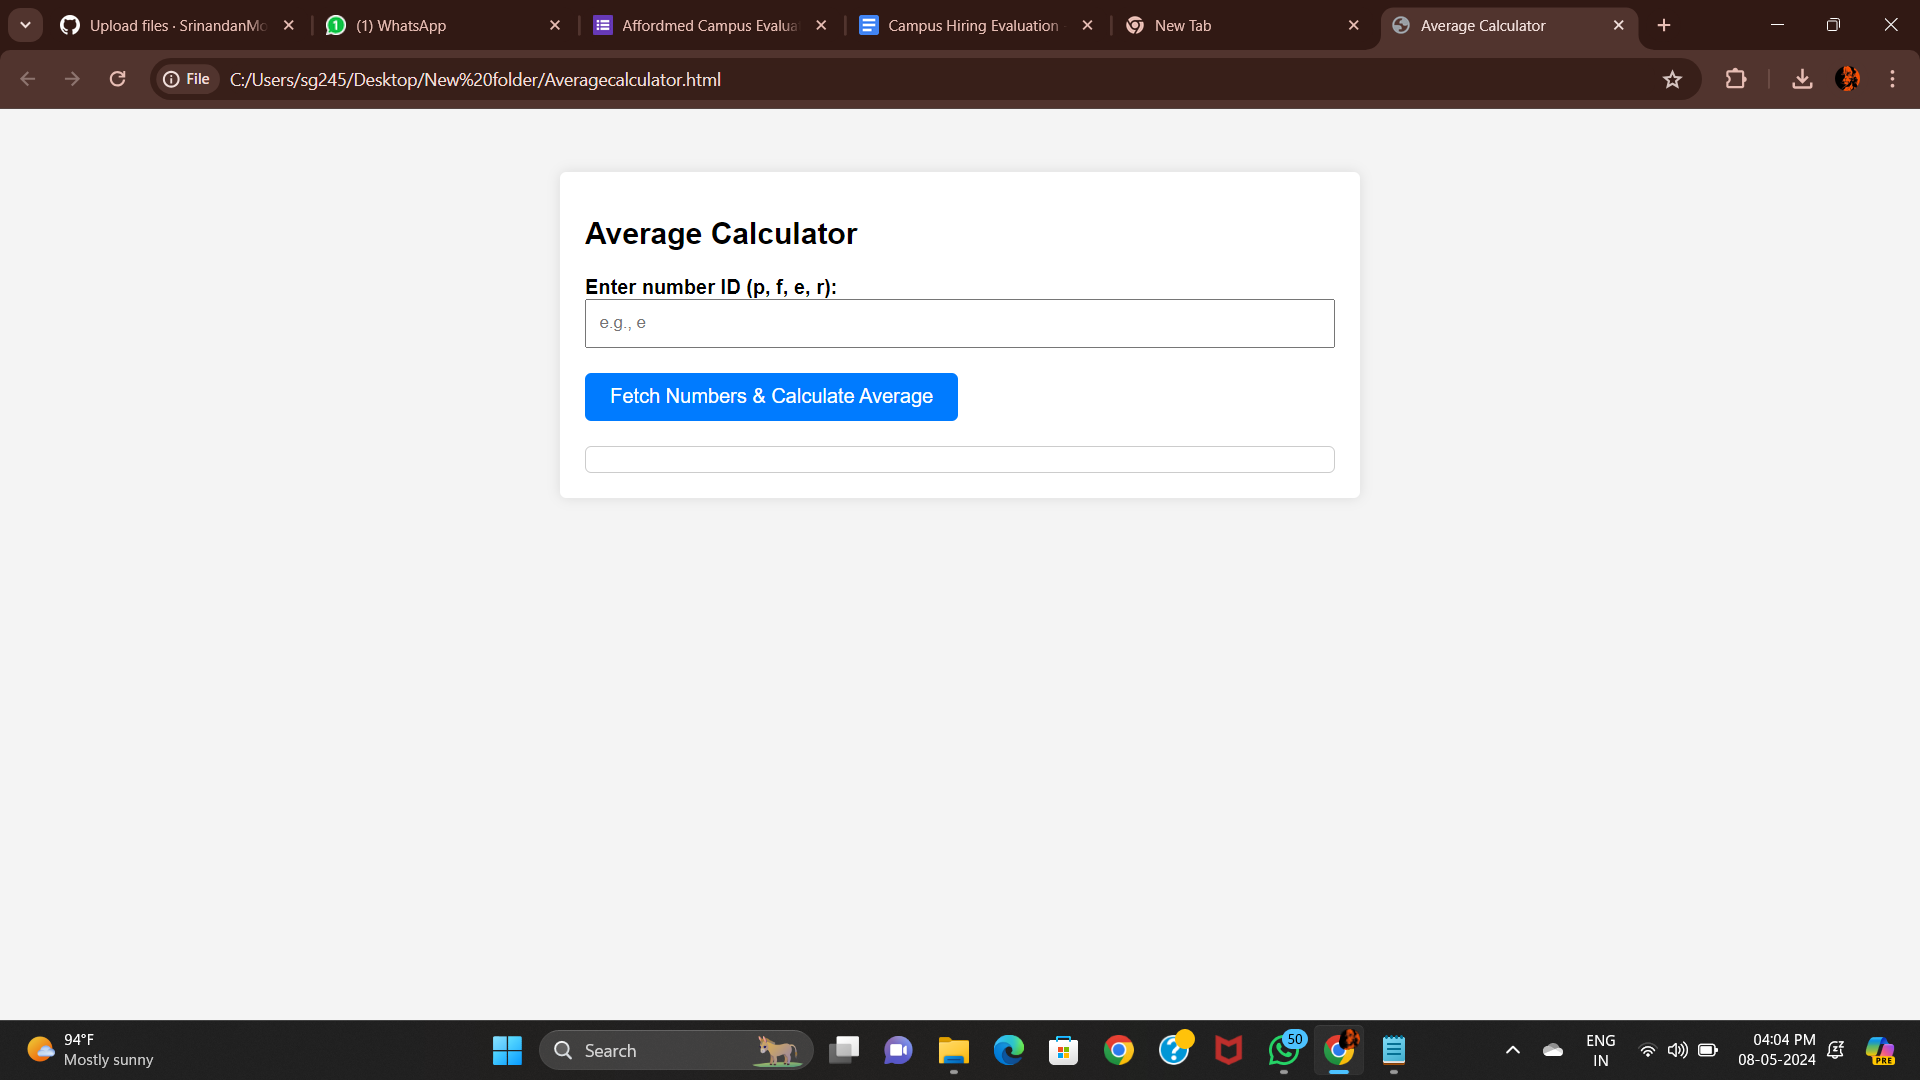 Upload files · SrinandanMo
(1) WhatsApp
Affordmed Campus Evalua
Campus Hiring Evaluation
New Tab
Average Calculator
File
C:/Users/sg245/Desktop/New%20folder/Averagecalculator.html
Average Calculator
Enter number ID (p, f, e, r):
e.g., e
Fetch Numbers & Calculate Average
94°F
Mostly sunny
Search
50
ENG
IN
04:04 PM
08-05-2024
PRE